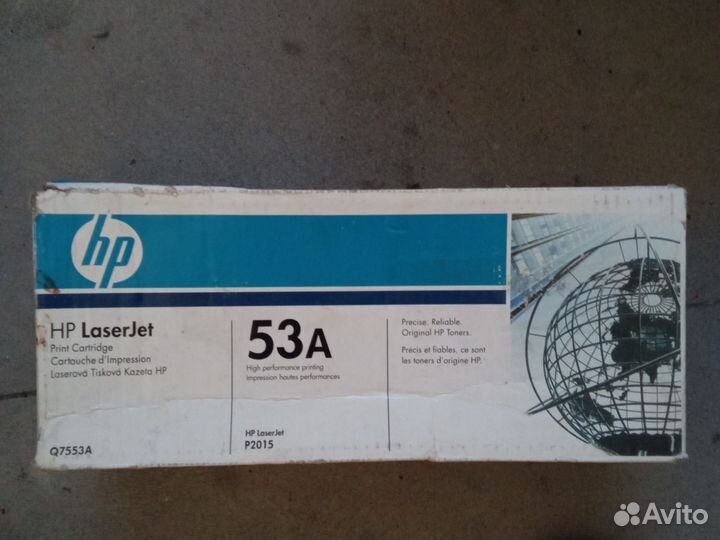 hp
HP LaserJet
Print Cartridge
Cartouche d'Impression
Laserová Tisková Kazeta HP
Q7553A
53A
High performance printing
impression hautes performances
HP LaserJet
P2015
Precise. Reliable.
Original HP Toners.
Précis et fiables, ce sont
les toners d'origine HP.
Avito